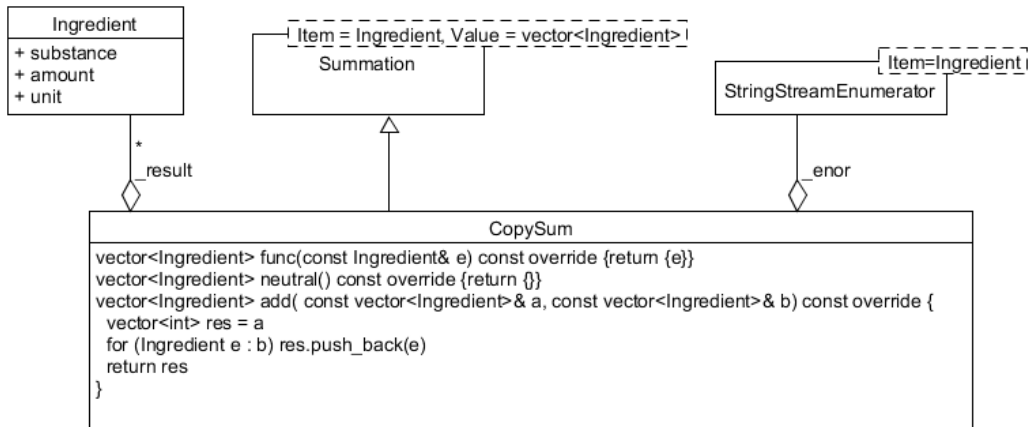 Ingredient
+ substance
+ amount
+ unit
Item = Ingredient, Value = vector<Ingredient>
Summation
Item=Ingredient
StringStreamEnumerator
*
_result
_enor
CopySum
vector<Ingredient> func(const Ingredient& e) const override {return {e}}
vector<Ingredient> neutral() const override {return {}}
vector<Ingredient> add( const vector<Ingredient>& a, const vector<Ingredient>& b) const override {
vector<int> res = a
for (Ingredient e : b) res.push_back(e)
return res
}